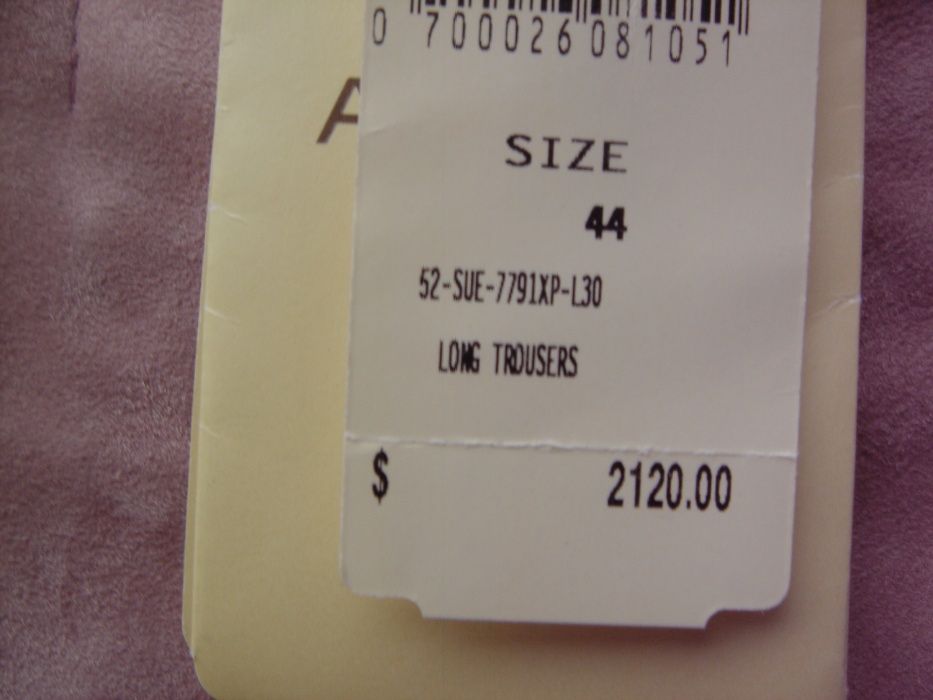 0 700026 081051
A
SIZE
44
52-SUE-7791XP-L30
LONG TROUSERS
$ 2120.00